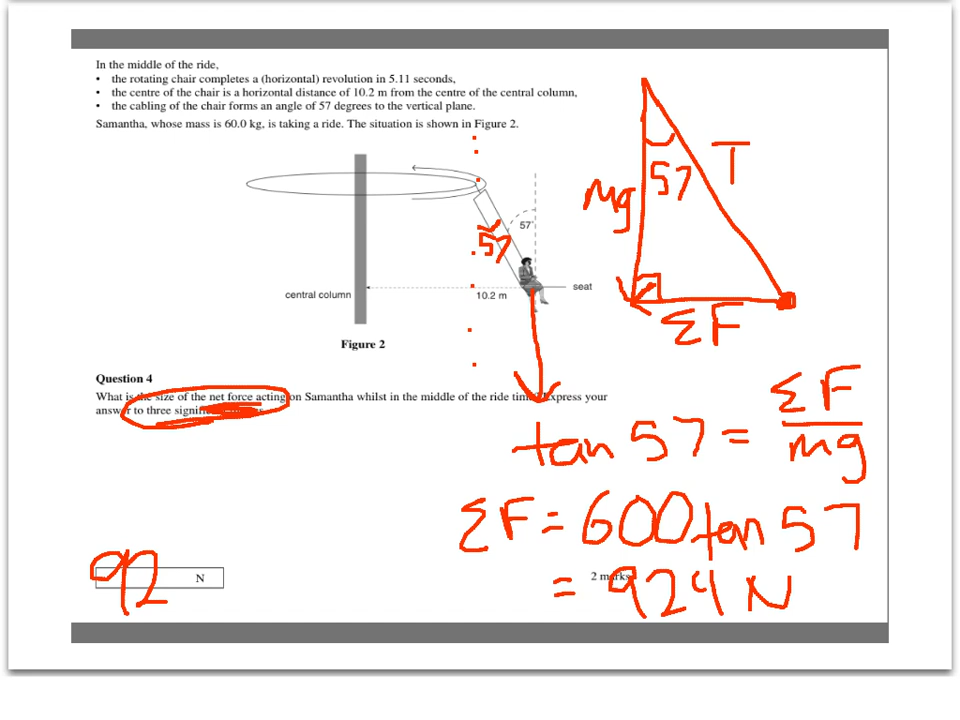 In the middle of the ride,
• the rotating chair completes a (horizontal) revolution in 5.11 seconds,
• the centre of the chair is a horizontal distance of 10.2 m from the centre of the central column,
• the cabling of the chair forms an angle of 57 degrees to the vertical plane.
Samantha, whose mass is 60.0 kg, is taking a ride. The situation is shown in Figure 2.
57 T
mg
57°
57
central column
10.2 m
seat
ΣF
Figure 2
Question 4
What is the size of the net force acting on Samantha whilst in the middle of the ride Express your
answer to three
tan 57 = ΣF/mg
ΣF = 600 tan 57
= 924 N
92 N
2 marks